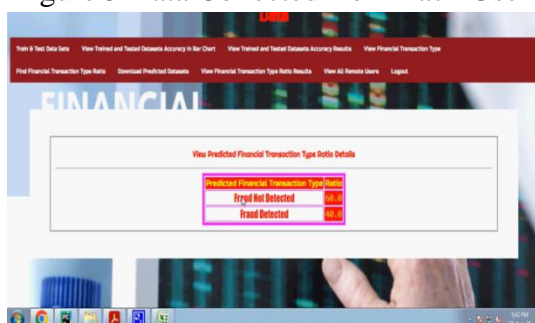 Data
Train & Test Data Sets View Trained and Tested Datasets Accuracy in Bar Chart View Trained and Tested Datasets Accuracy Results View Financial Transaction Type
Find Financial Transaction Type Ratio Download Predicted Datasets View Financial Transaction Type Ratio Results View All Remote Users Logout
FINANCIAL
View Predicted Financial Transaction Type Ratio Details
Predicted Financial Transaction Type Ratio
Fraud Not Detected 60.0
Fraud Detected 40.0